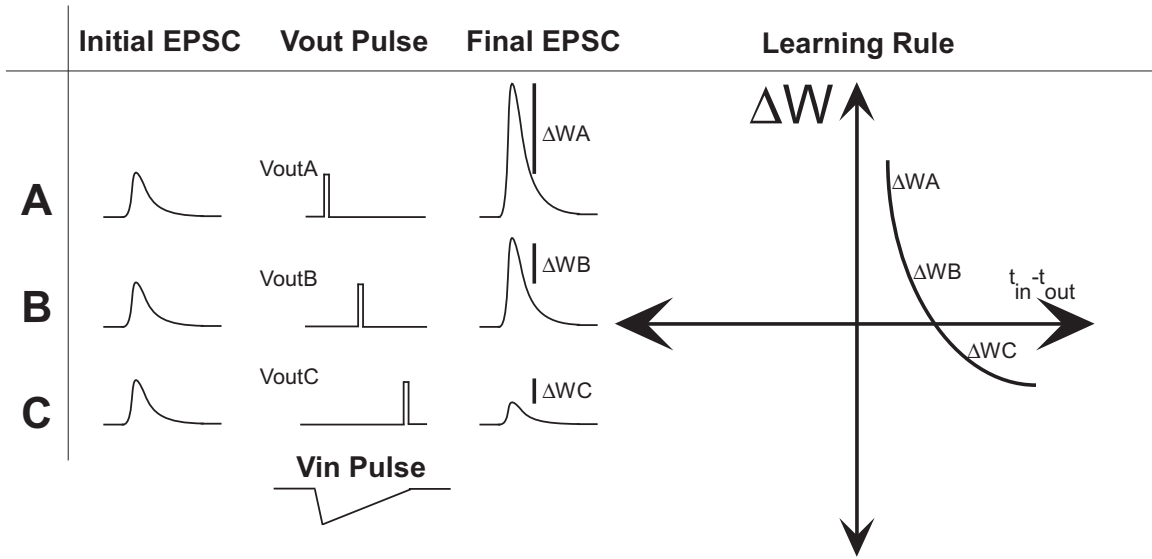 Initial EPSC Vout Pulse Final EPSC Learning Rule
ΔW
A VoutA ΔWA ΔWA
B VoutB ΔWB ΔWB
t_in-t_out
C VoutC ΔWC ΔWC
Vin Pulse